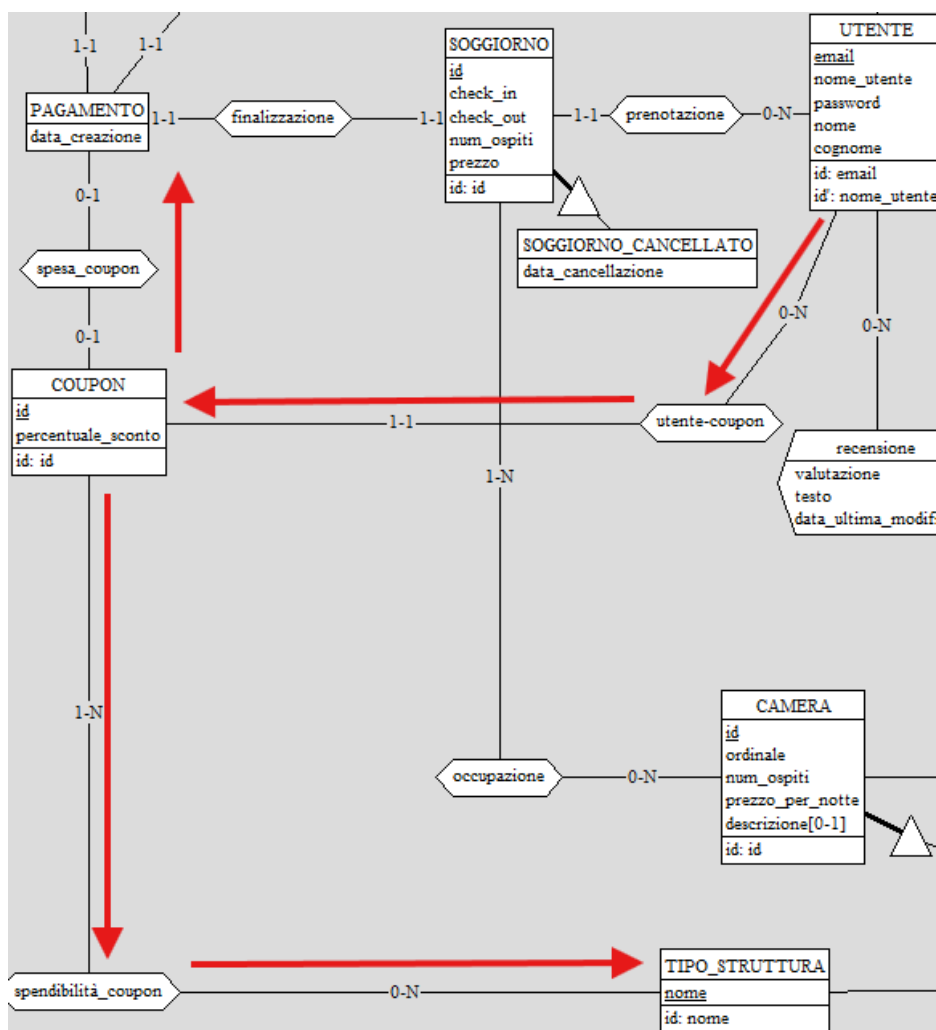 1-1
1-1
PAGAMENTO
data_creazione
1-1
finalizzazione
1-1
SOGGIORNO
id
check_in
check_out
num_ospiti
prezzo
id: id
1-1
prenotazione
0-N
UTENTE
email
nome_utente
password
nome
cognome
id: email
id': nome_utente
0-1
spesa_coupon
0-1
SOGGIORNO_CANCELLATO
data_cancellazione
0-N
0-N
COUPON
id
percentuale_sconto
id: id
1-1
utente-coupon
recensione
valutazione
testo
data_ultima_modifi
1-N
1-N
occupazione
0-N
CAMERA
id
ordinale
num_ospiti
prezzo_per_notte
descrizione[0-1]
id: id
spendibilità_coupon
0-N
TIPO_STRUTTURA
nome
id: nome